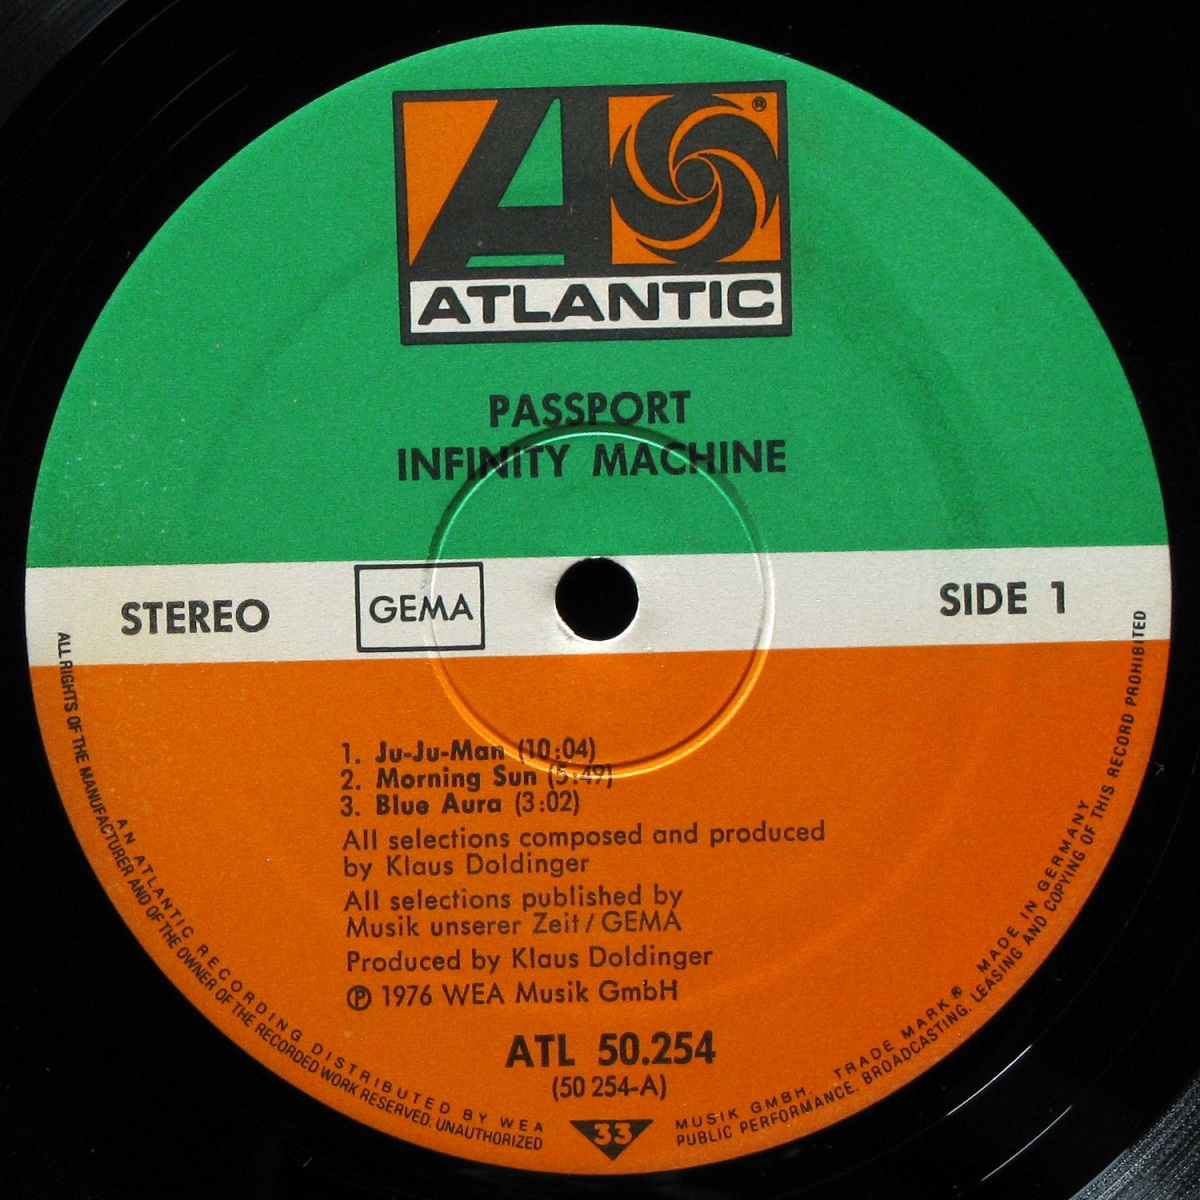 ®
ATLANTIC
PASSPORT
INFINITY MACHINE
STEREO
GEMA
SIDE 1
1. Ju-Ju-Man (10:04)
2. Morning Sun (5:49)
3. Blue Aura (3:02)
All selections composed and produced
by Klaus Doldinger
All selections published by
Musik unserer Zeit/GEMA
Produced by Klaus Doldinger
℗ 1976 WEA Musik GmbH
ATL 50.254
(50 254-A)
33
AN ATLANTIC RECORDING DISTRIBUTED BY WEA MUSIK GMBH. TRADE MARK ® MADE IN GERMANY
ALL RIGHTS OF THE MANUFACTURER AND OF THE OWNER OF THE RECORDED WORK RESERVED. UNAUTHORIZED PUBLIC PERFORMANCE. BROADCASTING. LEASING AND COPYING OF THIS RECORD PROHIBITED